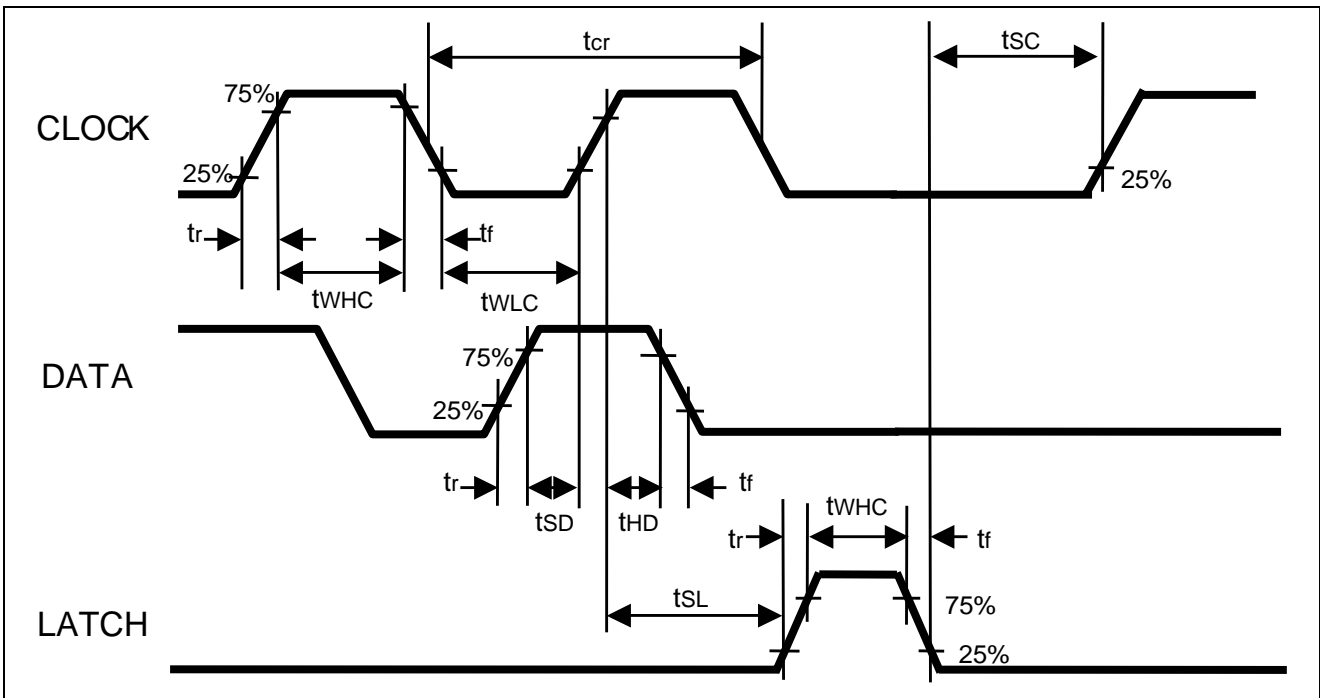 tcr
tSC
75%
CLOCK
25%
25%
tr
tf
tWHC
tWLC
75%
DATA
25%
tr
tf
tSD
tHD
tWHC
tr
tf
tSL
75%
LATCH
25%